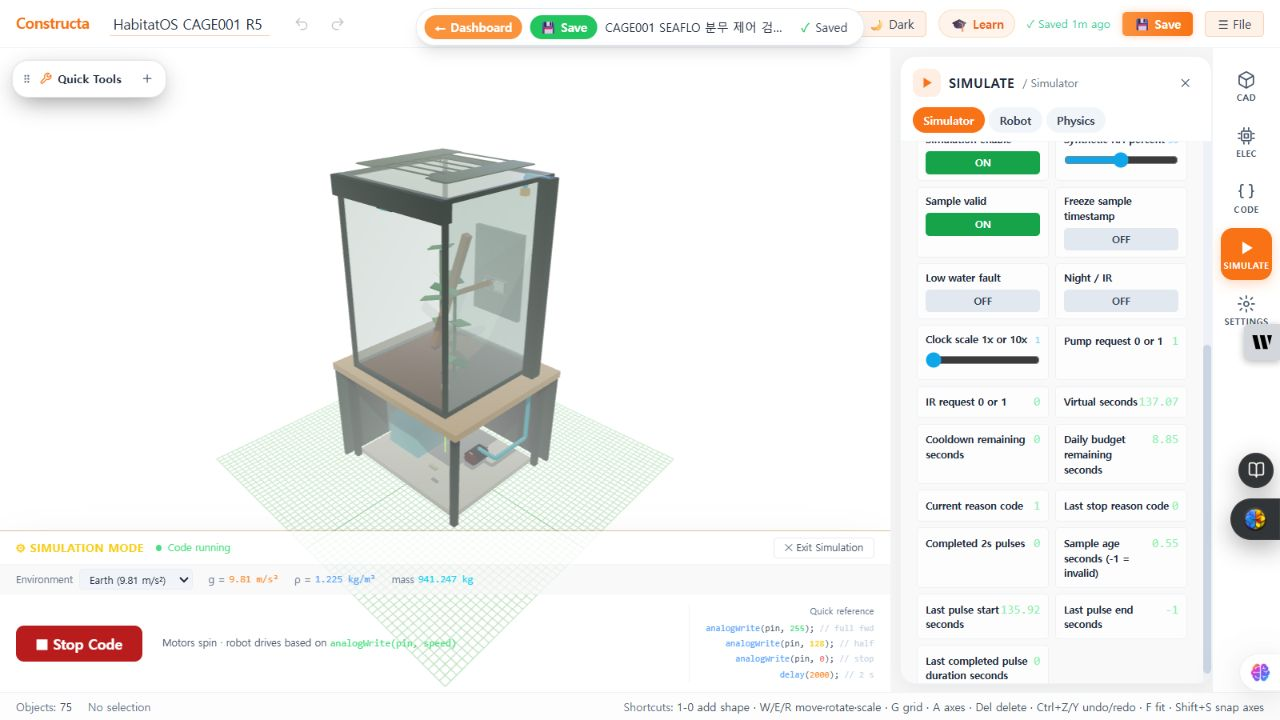 Constructa
HabitatOS CAGE001 R5
← Dashboard
Save
CAGE001 SEAFLO 분무 제어 검...
✓ Saved
Dark
Learn
✓ Saved 1m ago
Save
☰ File
Quick Tools +
SIMULATE / Simulator
Simulator Robot Physics
Simulation enable
ON
Synthetic RH percent
Sample valid
ON
Freeze sample
timestamp
OFF
Low water fault
OFF
Night / IR
OFF
Clock scale 1x or 10x 1
Pump request 0 or 1 1
IR request 0 or 1 0
Virtual seconds 137.07
Cooldown remaining 0
seconds
Daily budget 8.85
remaining
seconds
Current reason code 1
Last stop reason code 0
Completed 2s pulses 0
Sample age 0.55
seconds (-1 =
invalid)
Last pulse start 135.92
seconds
Last pulse end -1
seconds
Last completed pulse 0
duration seconds
CAD
ELEC
CODE
SIMULATE
SETTINGS
W
SIMULATION MODE
Code running
✕ Exit Simulation
Environment Earth (9.81 m/s²) g = 9.81 m/s² ρ = 1.225 kg/m³ mass 941.247 kg
Stop Code
Motors spin · robot drives based on analogWrite(pin, speed)
Quick reference
analogWrite(pin, 255); // full fwd
analogWrite(pin, 128); // half
analogWrite(pin, 0); // stop
delay(2000); // 2 s
Objects: 75 No selection
Shortcuts: 1-0 add shape · W/E/R move·rotate·scale · G grid · A axes · Del delete · Ctrl+Z/Y undo/redo · F fit · Shift+S snap axes